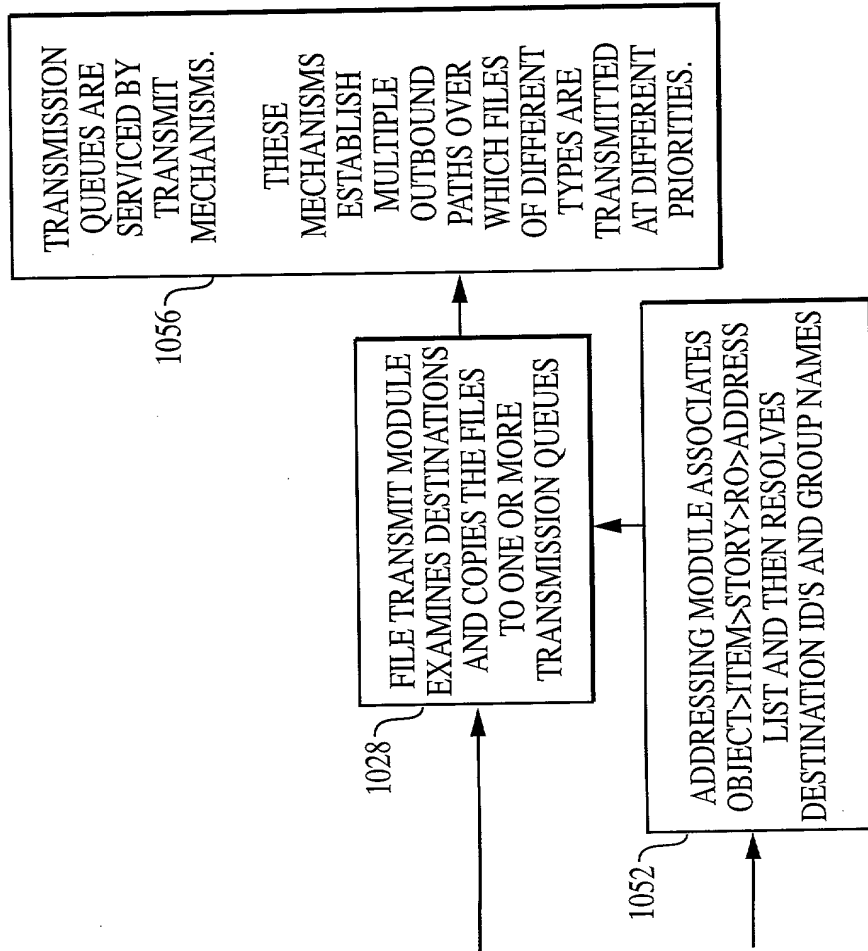 TRANSMISSION
QUEUES ARE
SERVICED BY
TRANSMIT
MECHANISMS.
THESE
MECHANISMS
ESTABLISH
MULTIPLE
OUTBOUND
PATHS OVER
WHICH FILES
OF DIFFERENT
TYPES ARE
TRANSMITTED
AT DIFFERENT
PRIORITIES.
1056
FILE TRANSMIT MODULE
EXAMINES DESTINATIONS
AND COPIES THE FILES
TO ONE OR MORE
TRANSMISSION QUEUES
1028
ADDRESSING MODULE ASSOCIATES
OBJECT>ITEM>STORY>RO>ADDRESS
LIST AND THEN RESOLVES
DESTINATION ID'S AND GROUP NAMES
1052